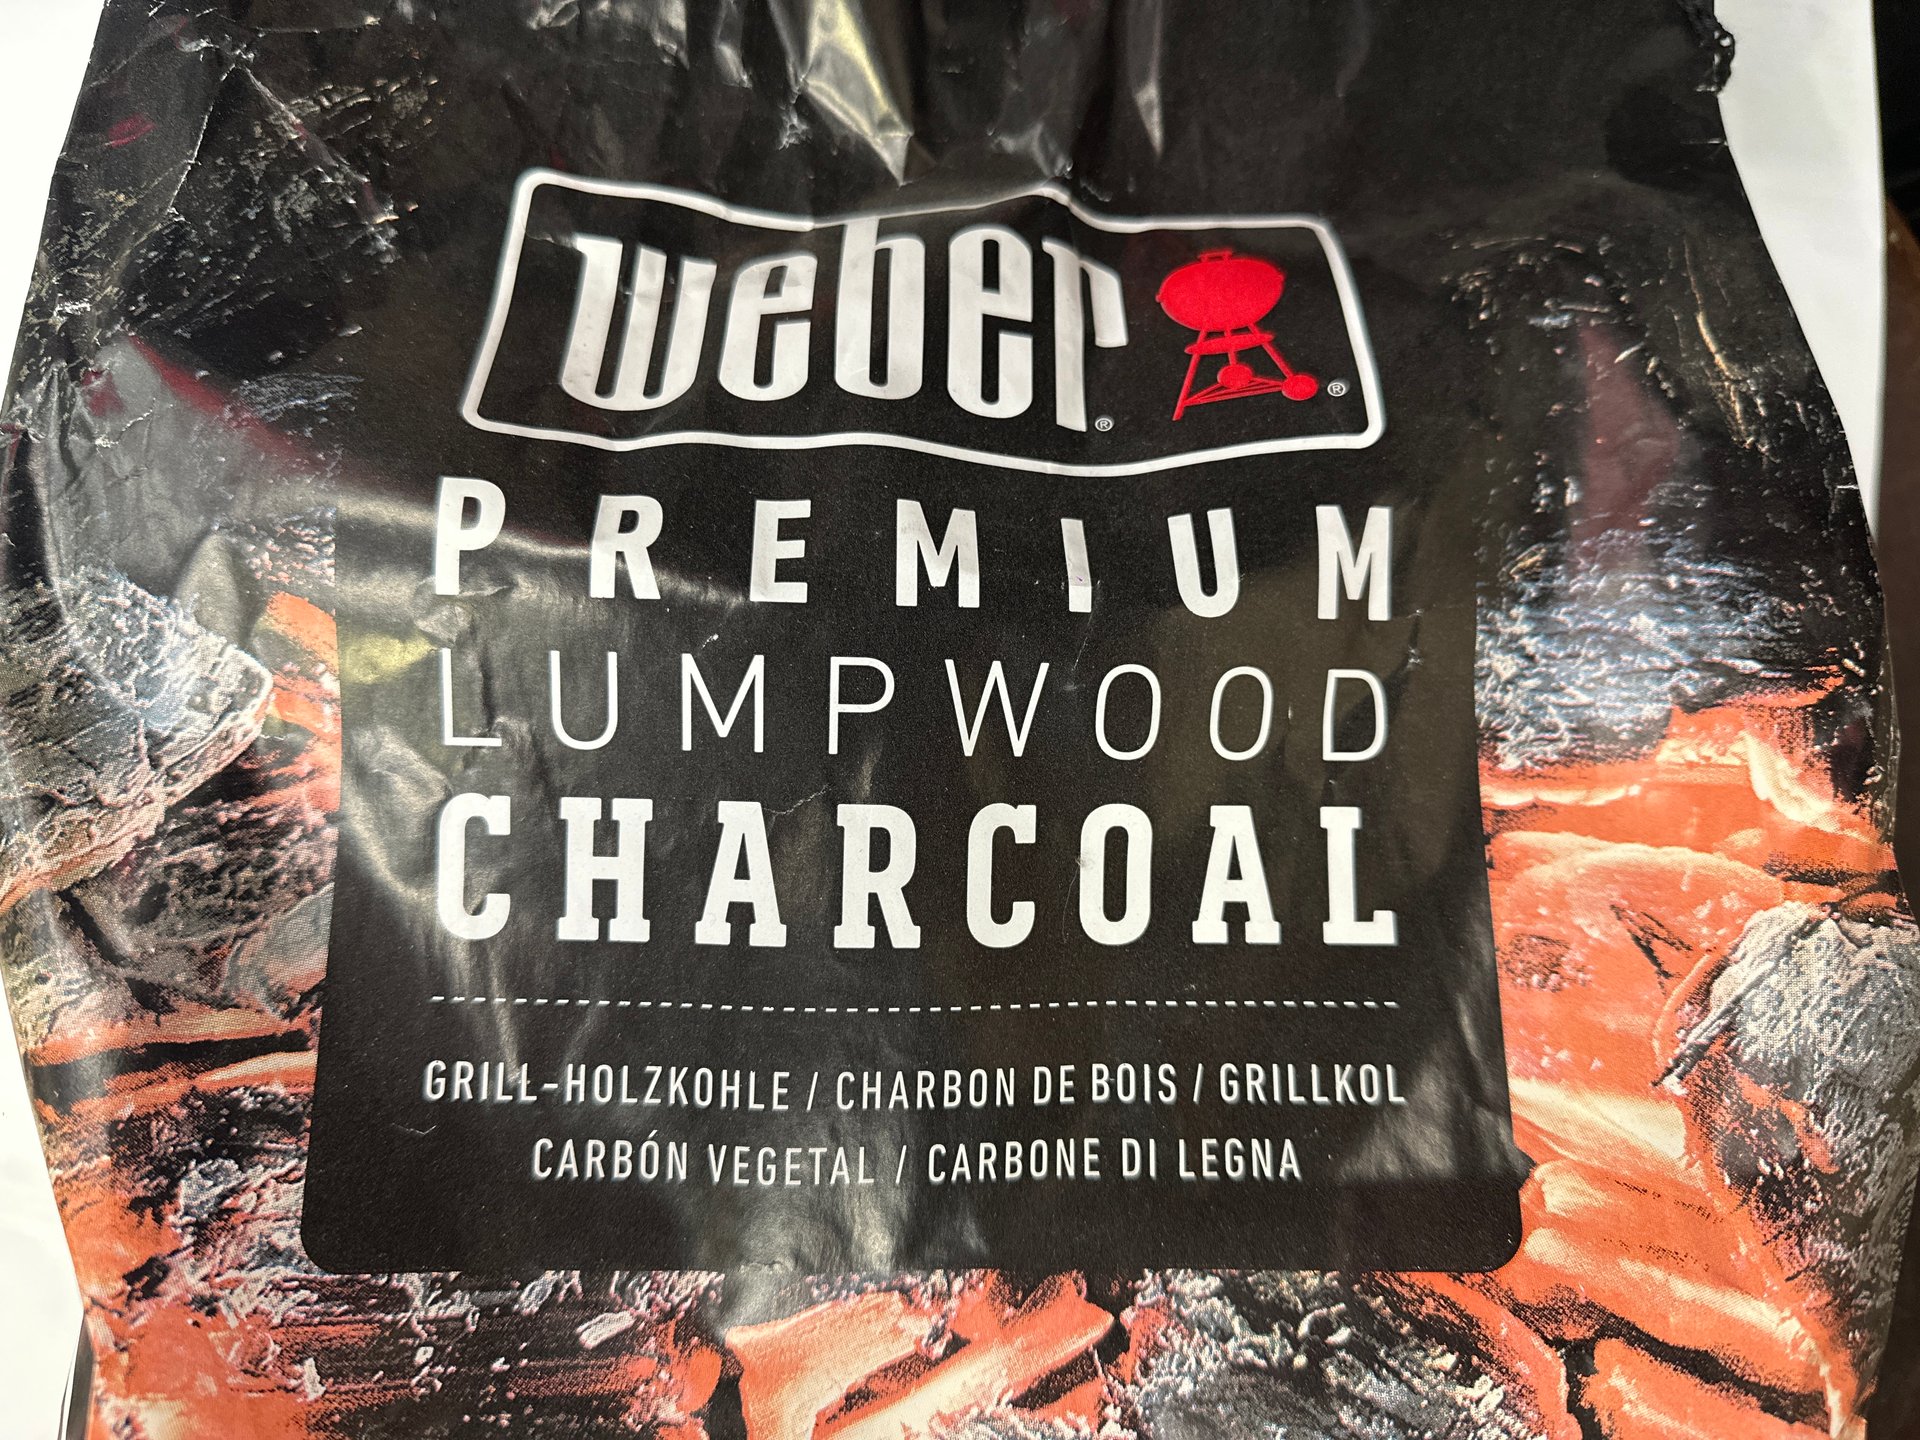 weber®
®
PREMIUM
LUMPWOOD
CHARCOAL
GRILL-HOLZKOHLE / CHARBON DE BOIS / GRILLKOL
CARBÓN VEGETAL / CARBONE DI LEGNA